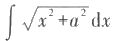 ∫ √(x² + a²) dx